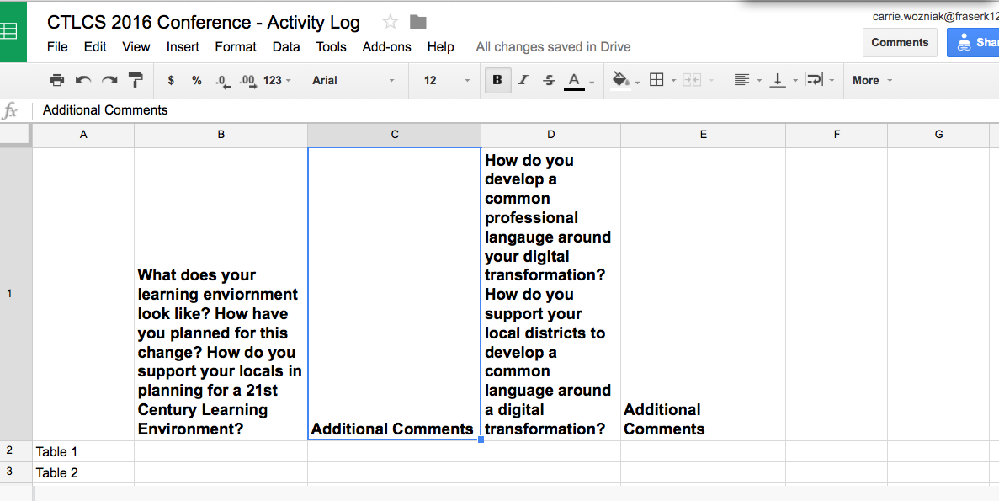 CTLCS 2016 Conference - Activity Log
carrie.wozniak@fraserk12
File Edit View Insert Format Data Tools Add-ons Help All changes saved in Drive
Comments
Shar
$ % .0 .00 123 Arial 12 B I S A More
fx Additional Comments
A B C D E F G
1
What does your
learning enviornment
look like? How have
you planned for this
change? How do you
support your locals in
planning for a 21st
Century Learning
Environment?
Additional Comments
How do you
develop a
common
professional
langauge around
your digital
transformation?
How do you
support your
local districts to
develop a
common
language around
a digital
transformation?
Additional
Comments
2 Table 1
3 Table 2